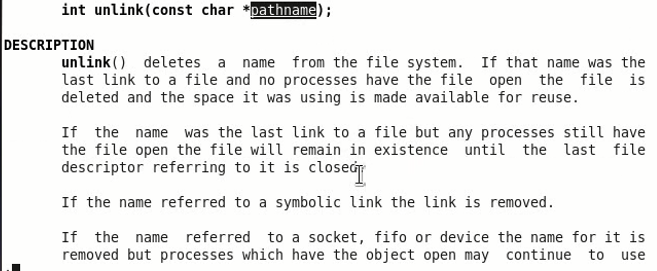 int unlink(const char *pathname);
DESCRIPTION
unlink() deletes a name from the file system. If that name was the
last link to a file and no processes have the file open the file is
deleted and the space it was using is made available for reuse.
If the name was the last link to a file but any processes still have
the file open the file will remain in existence until the last file
descriptor referring to it is closed.
If the name referred to a symbolic link the link is removed.
If the name referred to a socket, fifo or device the name for it is
removed but processes which have the object open may continue to use
: